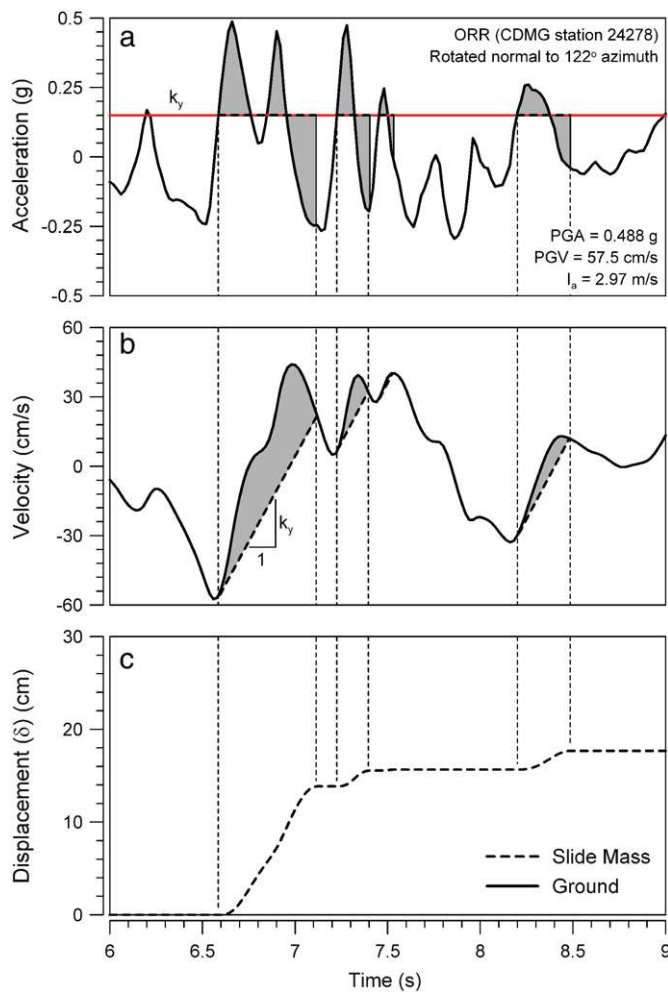 a
ORR (CDMG station 24278)
Rotated normal to 122° azimuth
0.5
0.25
0
-0.25
-0.5
Acceleration (g)
ky
PGA = 0.488 g
PGV = 57.5 cm/s
Ia = 2.97 m/s
b
60
30
0
-30
-60
Velocity (cm/s)
ky
1
c
30
20
10
0
Displacement (δ) (cm)
Slide Mass
Ground
6 6.5 7 7.5 8 8.5 9
Time (s)